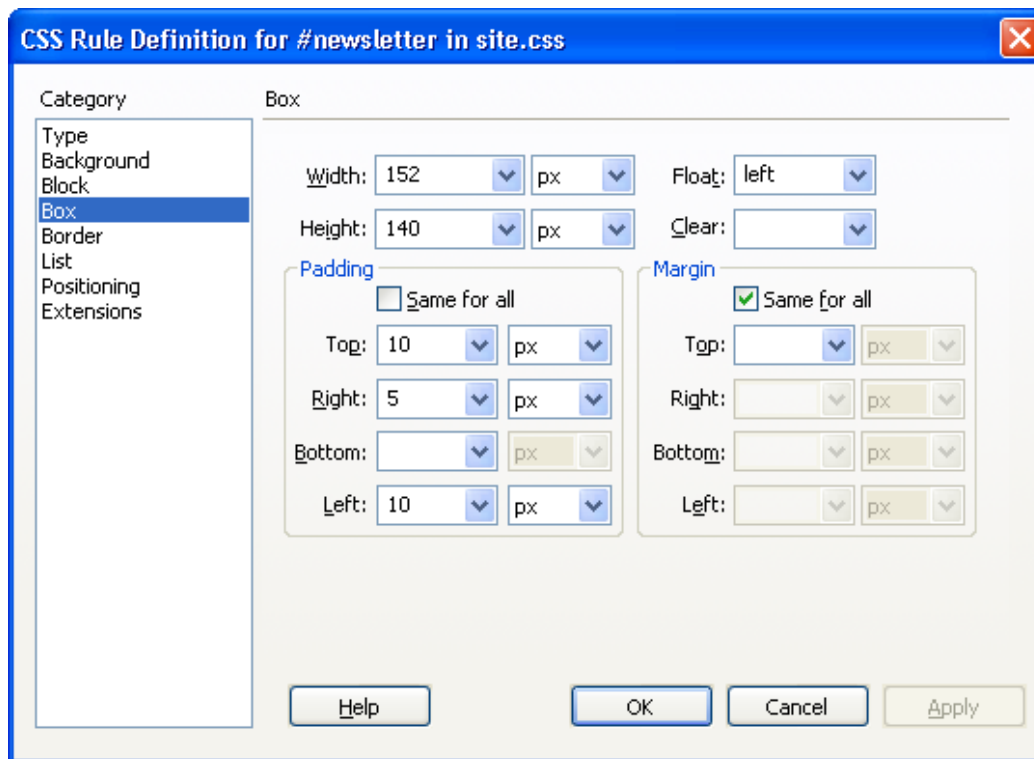 CSS Rule Definition for #newsletter in site.css
Category
Type
Background
Block
Box
Border
List
Positioning
Extensions
Box
Width: 152 px Float: left
Height: 140 px Clear:
Padding
Same for all
Top: 10 px
Right: 5 px
Bottom: px
Left: 10 px
Margin
Same for all
Top: px
Right: px
Bottom: px
Left: px
Help OK Cancel Apply